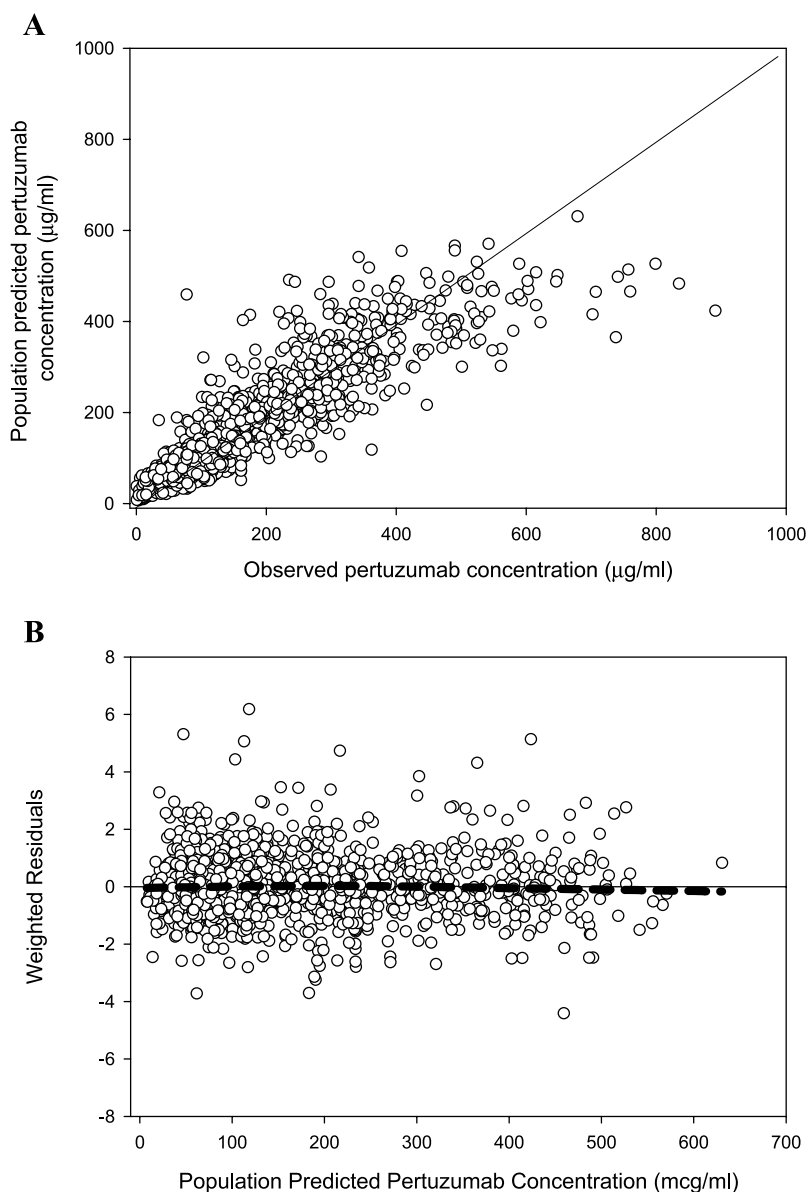 A
1000
800
600
400
200
0
Population predicted pertuzumab
concentration (μg/ml)
0 200 400 600 800 1000
Observed pertuzumab concentration (μg/ml)
B
8
6
4
2
0
-2
-4
-6
-8
Weighted Residuals
0 100 200 300 400 500 600 700
Population Predicted Pertuzumab Concentration (mcg/ml)